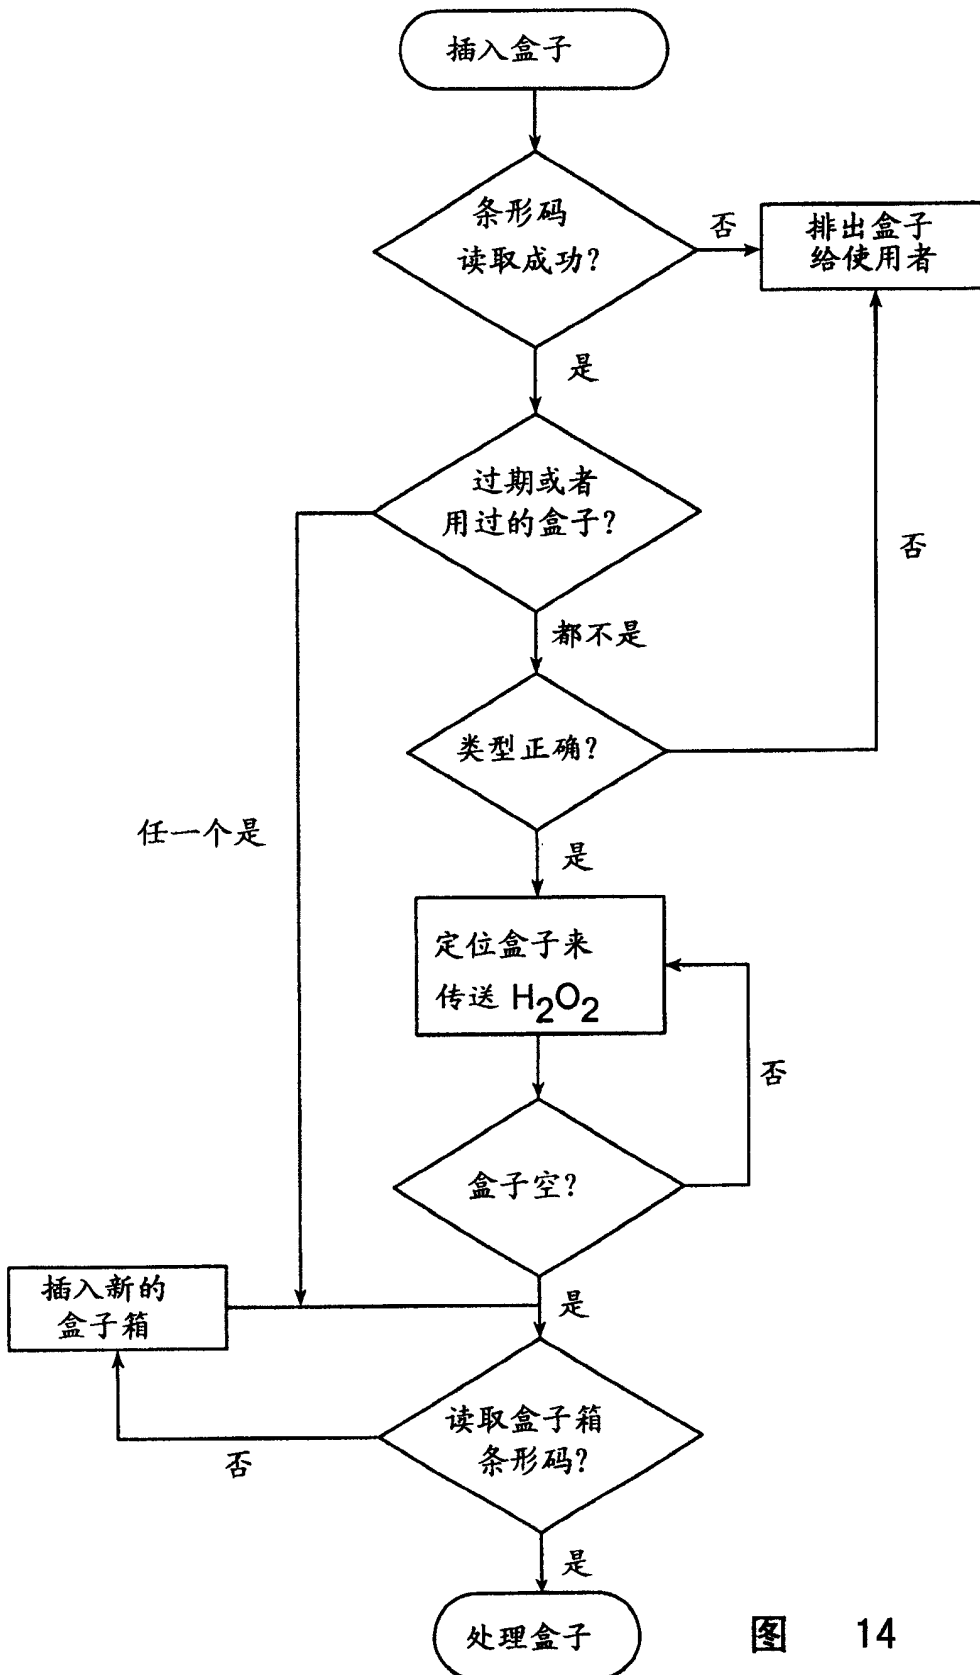 插入盒子
条形码
读取成功?
否
排出盒子
给使用者
是
过期或者
用过的盒子?
否
都不是
类型正确?
任一个是
是
定位盒子来
传送 H₂O₂
否
盒子空?
插入新的
盒子箱
是
读取盒子箱
条形码?
否
是
处理盒子
图 14